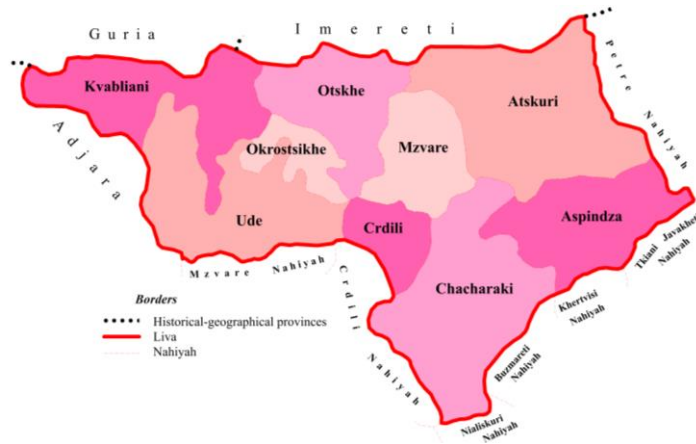 Guria
Imereti
Kvabliani
Otskhe
Petre Nahiyah
Atskuri
Adjara
Okrostsikhe
Mzvare
Ude
Crdili
Aspindza
Tkiani Javakheti
Nahiyah
Mzvare Nahiyah
Crdili Nahiyah
Chacharaki
Khertvisi
Nahiyah
Buzmareti
Nahiyah
Nialiskuri
Nahiyah
Borders
Historical-geographical provinces
Liva
Nahiyah